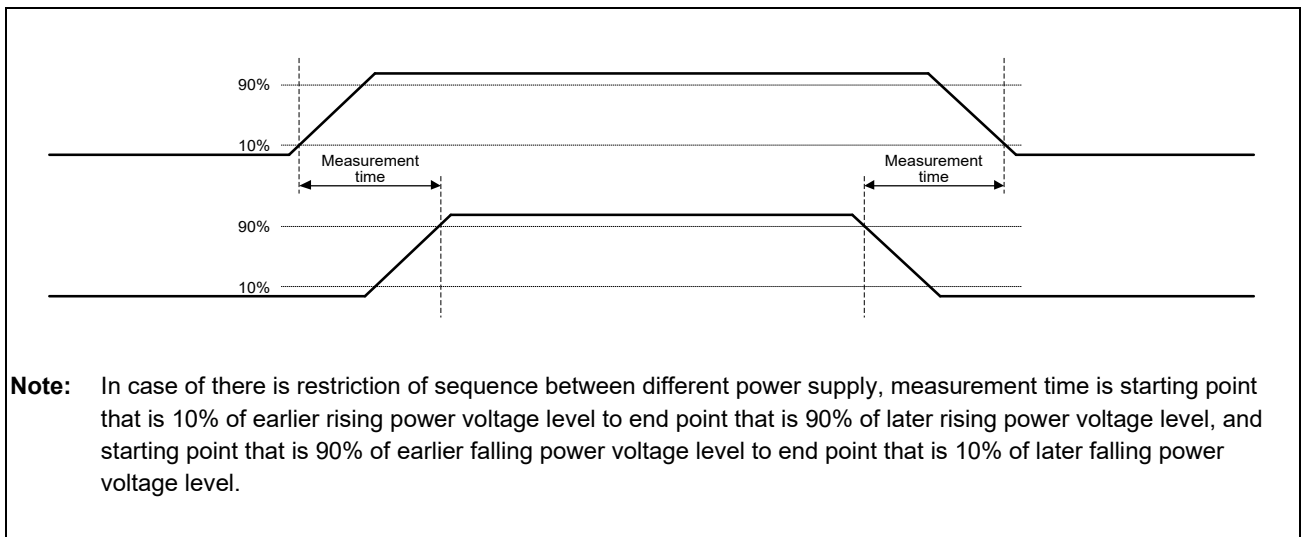 90%
10%
Measurement
time
Measurement
time
90%
10%
Note: In case of there is restriction of sequence between different power supply, measurement time is starting point
that is 10% of earlier rising power voltage level to end point that is 90% of later rising power voltage level, and
starting point that is 90% of earlier falling power voltage level to end point that is 10% of later falling power
voltage level.